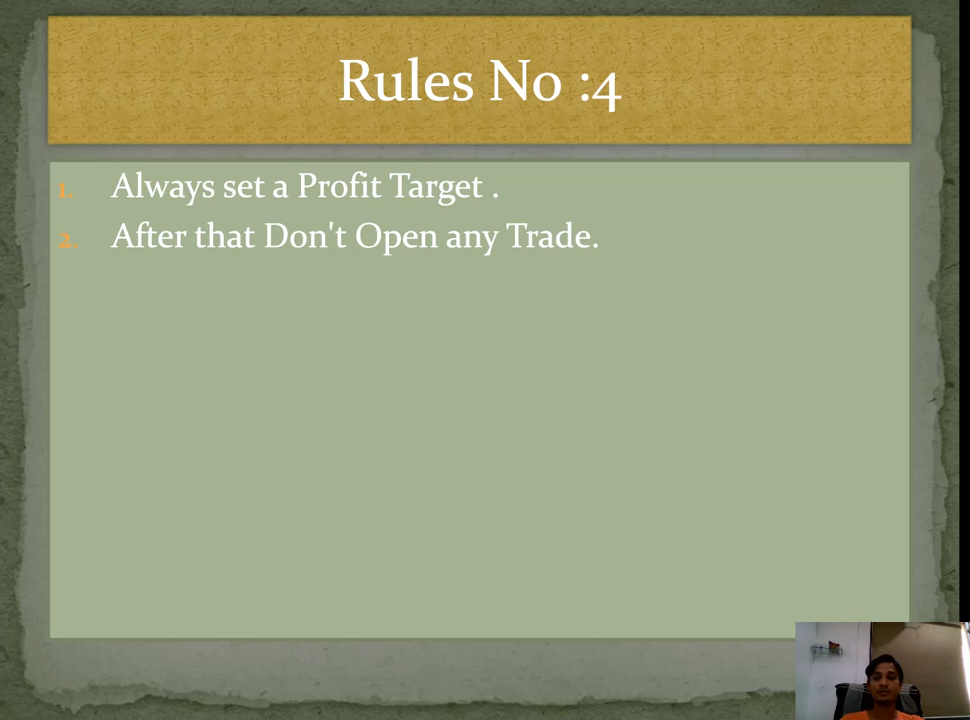 Rules No :4
1. Always set a Profit Target .
2. After that Don't Open any Trade.